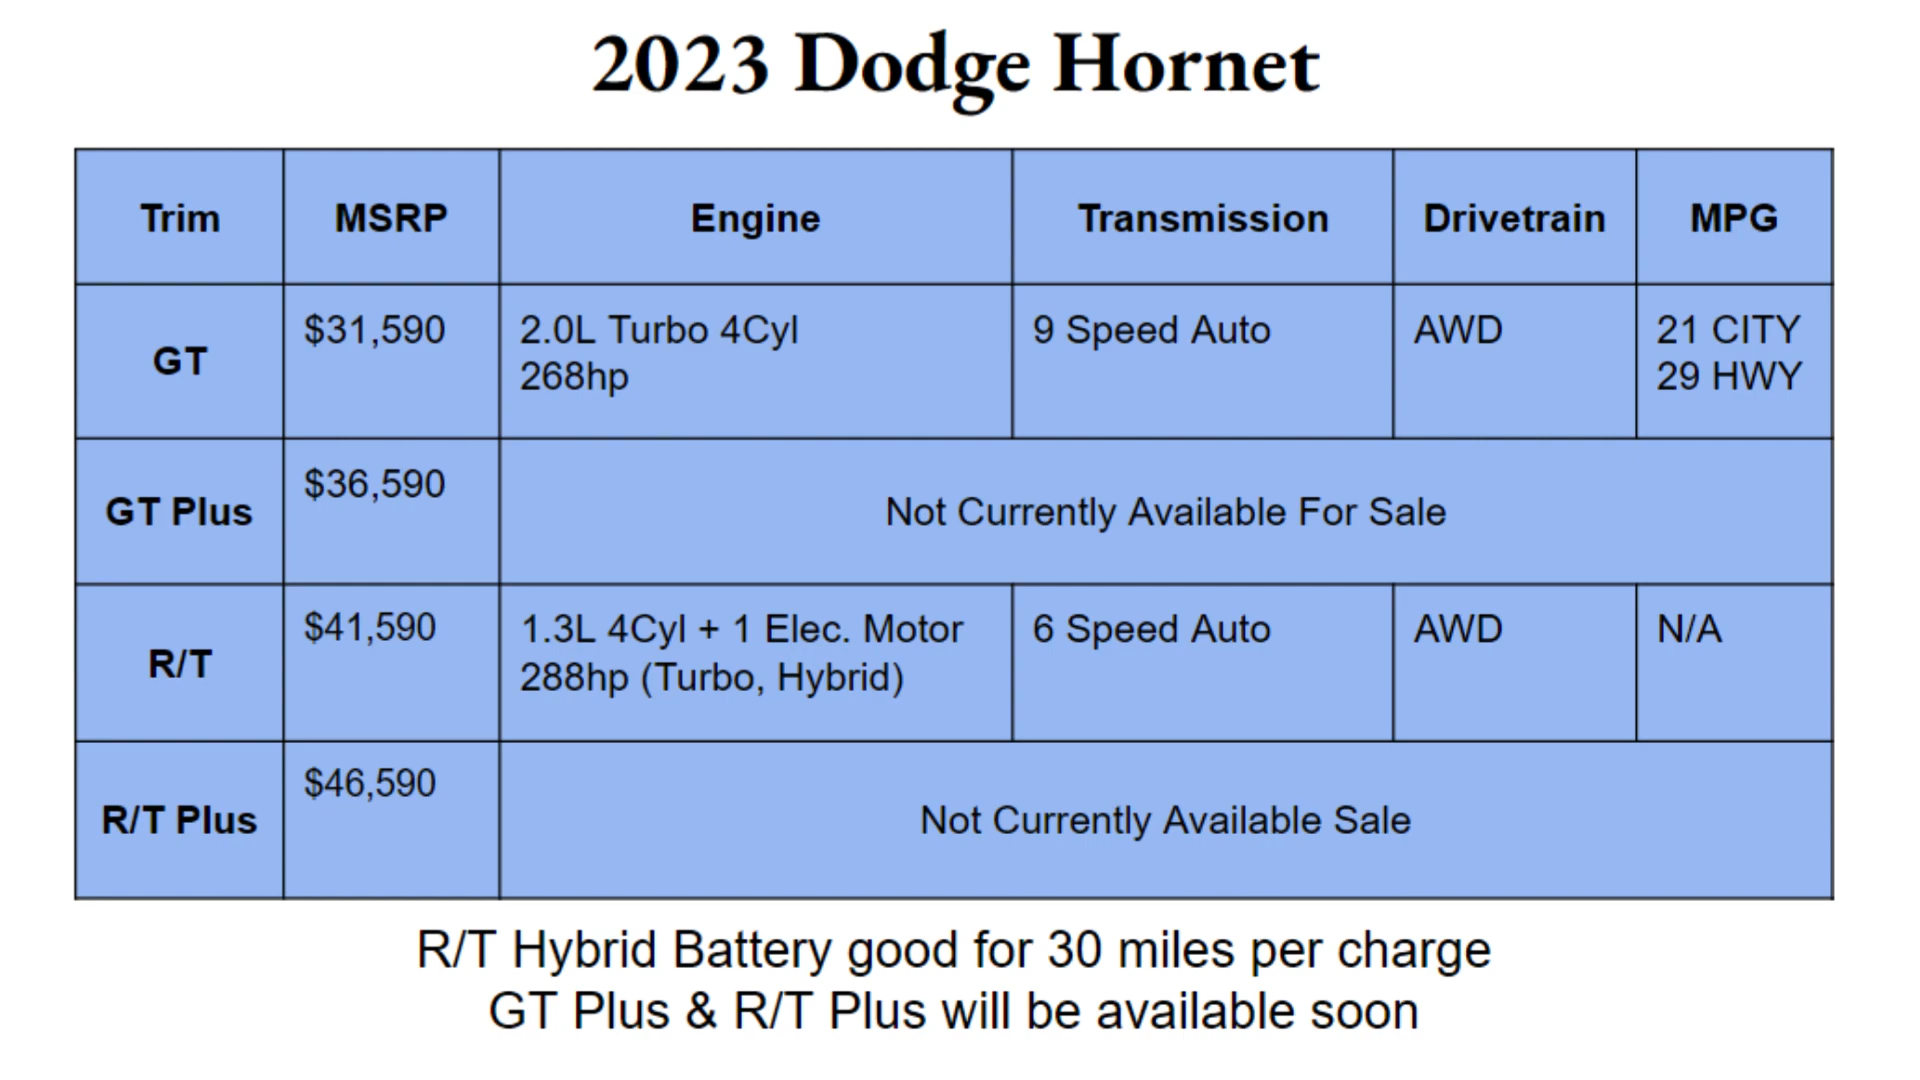 2023 Dodge Hornet
Trim MSRP Engine Transmission Drivetrain MPG
GT $31,590 2.0L Turbo 4Cyl 9 Speed Auto AWD 21 CITY
268hp 29 HWY
GT Plus $36,590 Not Currently Available For Sale
R/T $41,590 1.3L 4Cyl + 1 Elec. Motor 6 Speed Auto AWD N/A
288hp (Turbo, Hybrid)
R/T Plus $46,590 Not Currently Available Sale
R/T Hybrid Battery good for 30 miles per charge
GT Plus & R/T Plus will be available soon